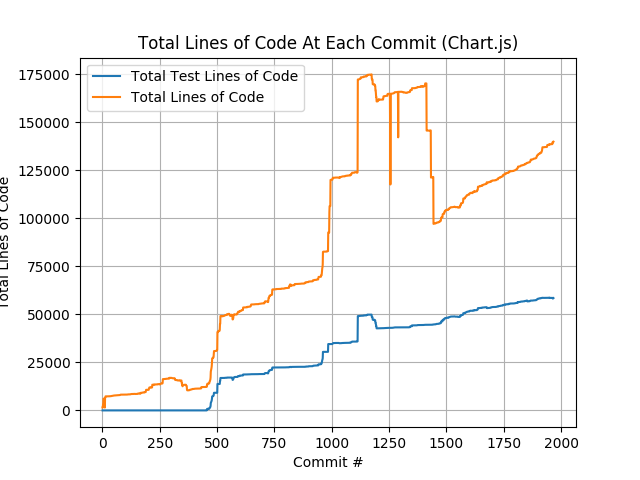 Total Lines of Code At Each Commit (Chart.js)
Total Test Lines of Code
Total Lines of Code
175000
150000
125000
100000
75000
50000
25000
0
Total Lines of Code
0 250 500 750 1000 1250 1500 1750 2000
Commit #